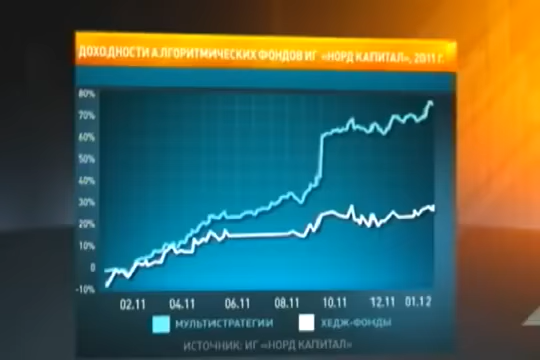 ДОХОДНОСТИ АЛГОРИТМИЧЕСКИХ ФОНДОВ ИГ «НОРД КАПИТАЛ», 2011 г.
80%
70%
60%
50%
40%
30%
20%
10%
0
-10%
02.11 04.11 06.11 08.11 10.11 12.11 01.12
МУЛЬТИСТРАТЕГИИ ХЕДЖ-ФОНДЫ
ИСТОЧНИК: ИГ «НОРД КАПИТАЛ»